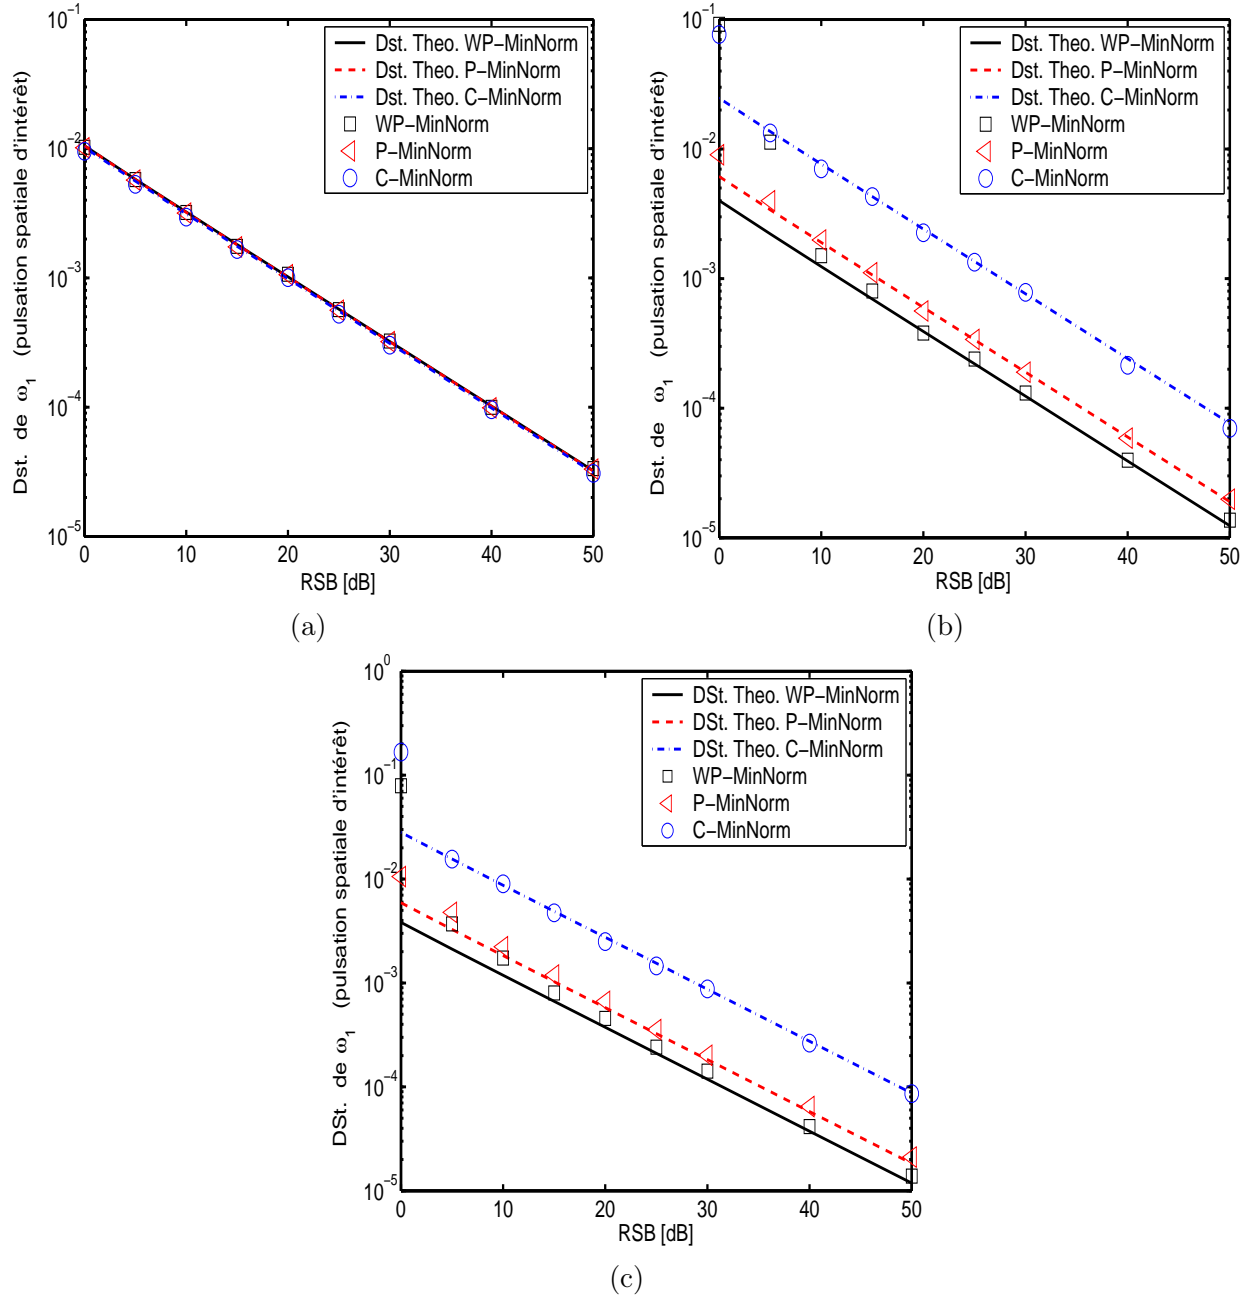 Dst. de ω1 (pulsation spatiale d'intérêt)
10^-1
10^-2
10^-3
10^-4
10^-5
Dst. Theo. WP-MinNorm
Dst. Theo. P-MinNorm
Dst. Theo. C-MinNorm
WP-MinNorm
P-MinNorm
C-MinNorm
0 10 20 30 40 50
RSB [dB]
(a)
Dst. de ω1 (pulsation spatiale d'intérêt)
10^-1
10^-2
10^-3
10^-4
10^-5
Dst. Theo. WP-MinNorm
Dst. Theo. P-MinNorm
Dst. Theo. C-MinNorm
WP-MinNorm
P-MinNorm
C-MinNorm
0 10 20 30 40 50
RSB [dB]
(b)
DSt. de ω1 (pulsation spatiale d'intérêt)
10^0
10^-1
10^-2
10^-3
10^-4
10^-5
DSt. Theo. WP-MinNorm
DSt. Theo. P-MinNorm
DSt. Theo. C-MinNorm
WP-MinNorm
P-MinNorm
C-MinNorm
0 10 20 30 40 50
RSB [dB]
(c)